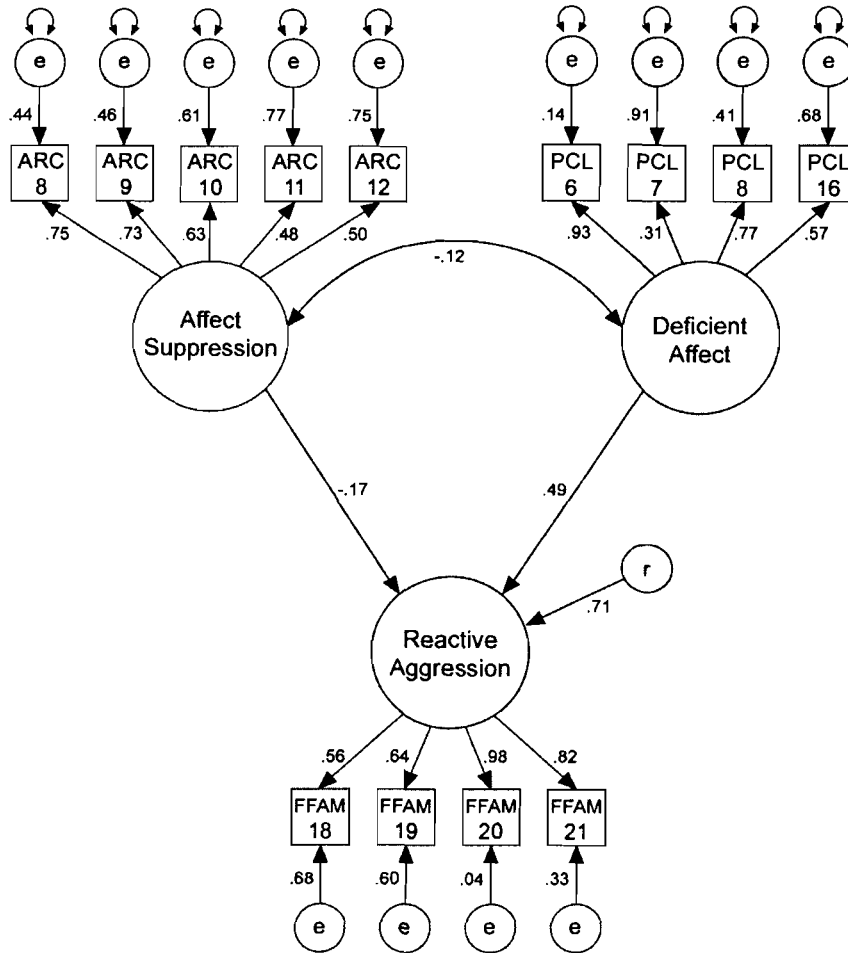 e e e e e e e e e
.44 .46 .61 .77 .75 .14 .91 .41 .68
ARC ARC ARC ARC ARC PCL PCL PCL PCL
8 9 10 11 12 6 7 8 16
.75 .73 .63 .48 .50 .93 .31 .77 .57
-.12
Affect
Suppression
Deficient
Affect
-.17 .49
r
.71
Reactive
Aggression
.56 .64 .98 .82
FFAM FFAM FFAM FFAM
18 19 20 21
.68 .60 .04 .33
e e e e